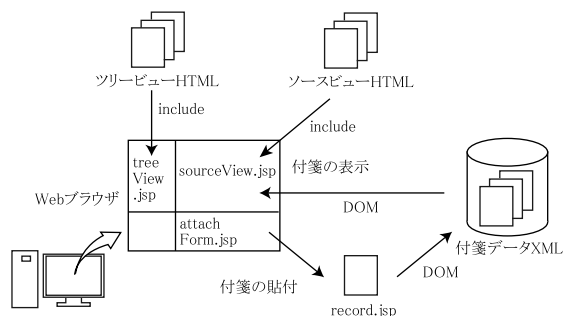 ツリービューHTML
ソースビューHTML
include
include
tree
View
.jsp
sourceView.jsp
付箋の表示
Webブラウザ
DOM
attach
Form.jsp
付箋データXML
付箋の貼付
DOM
record.jsp